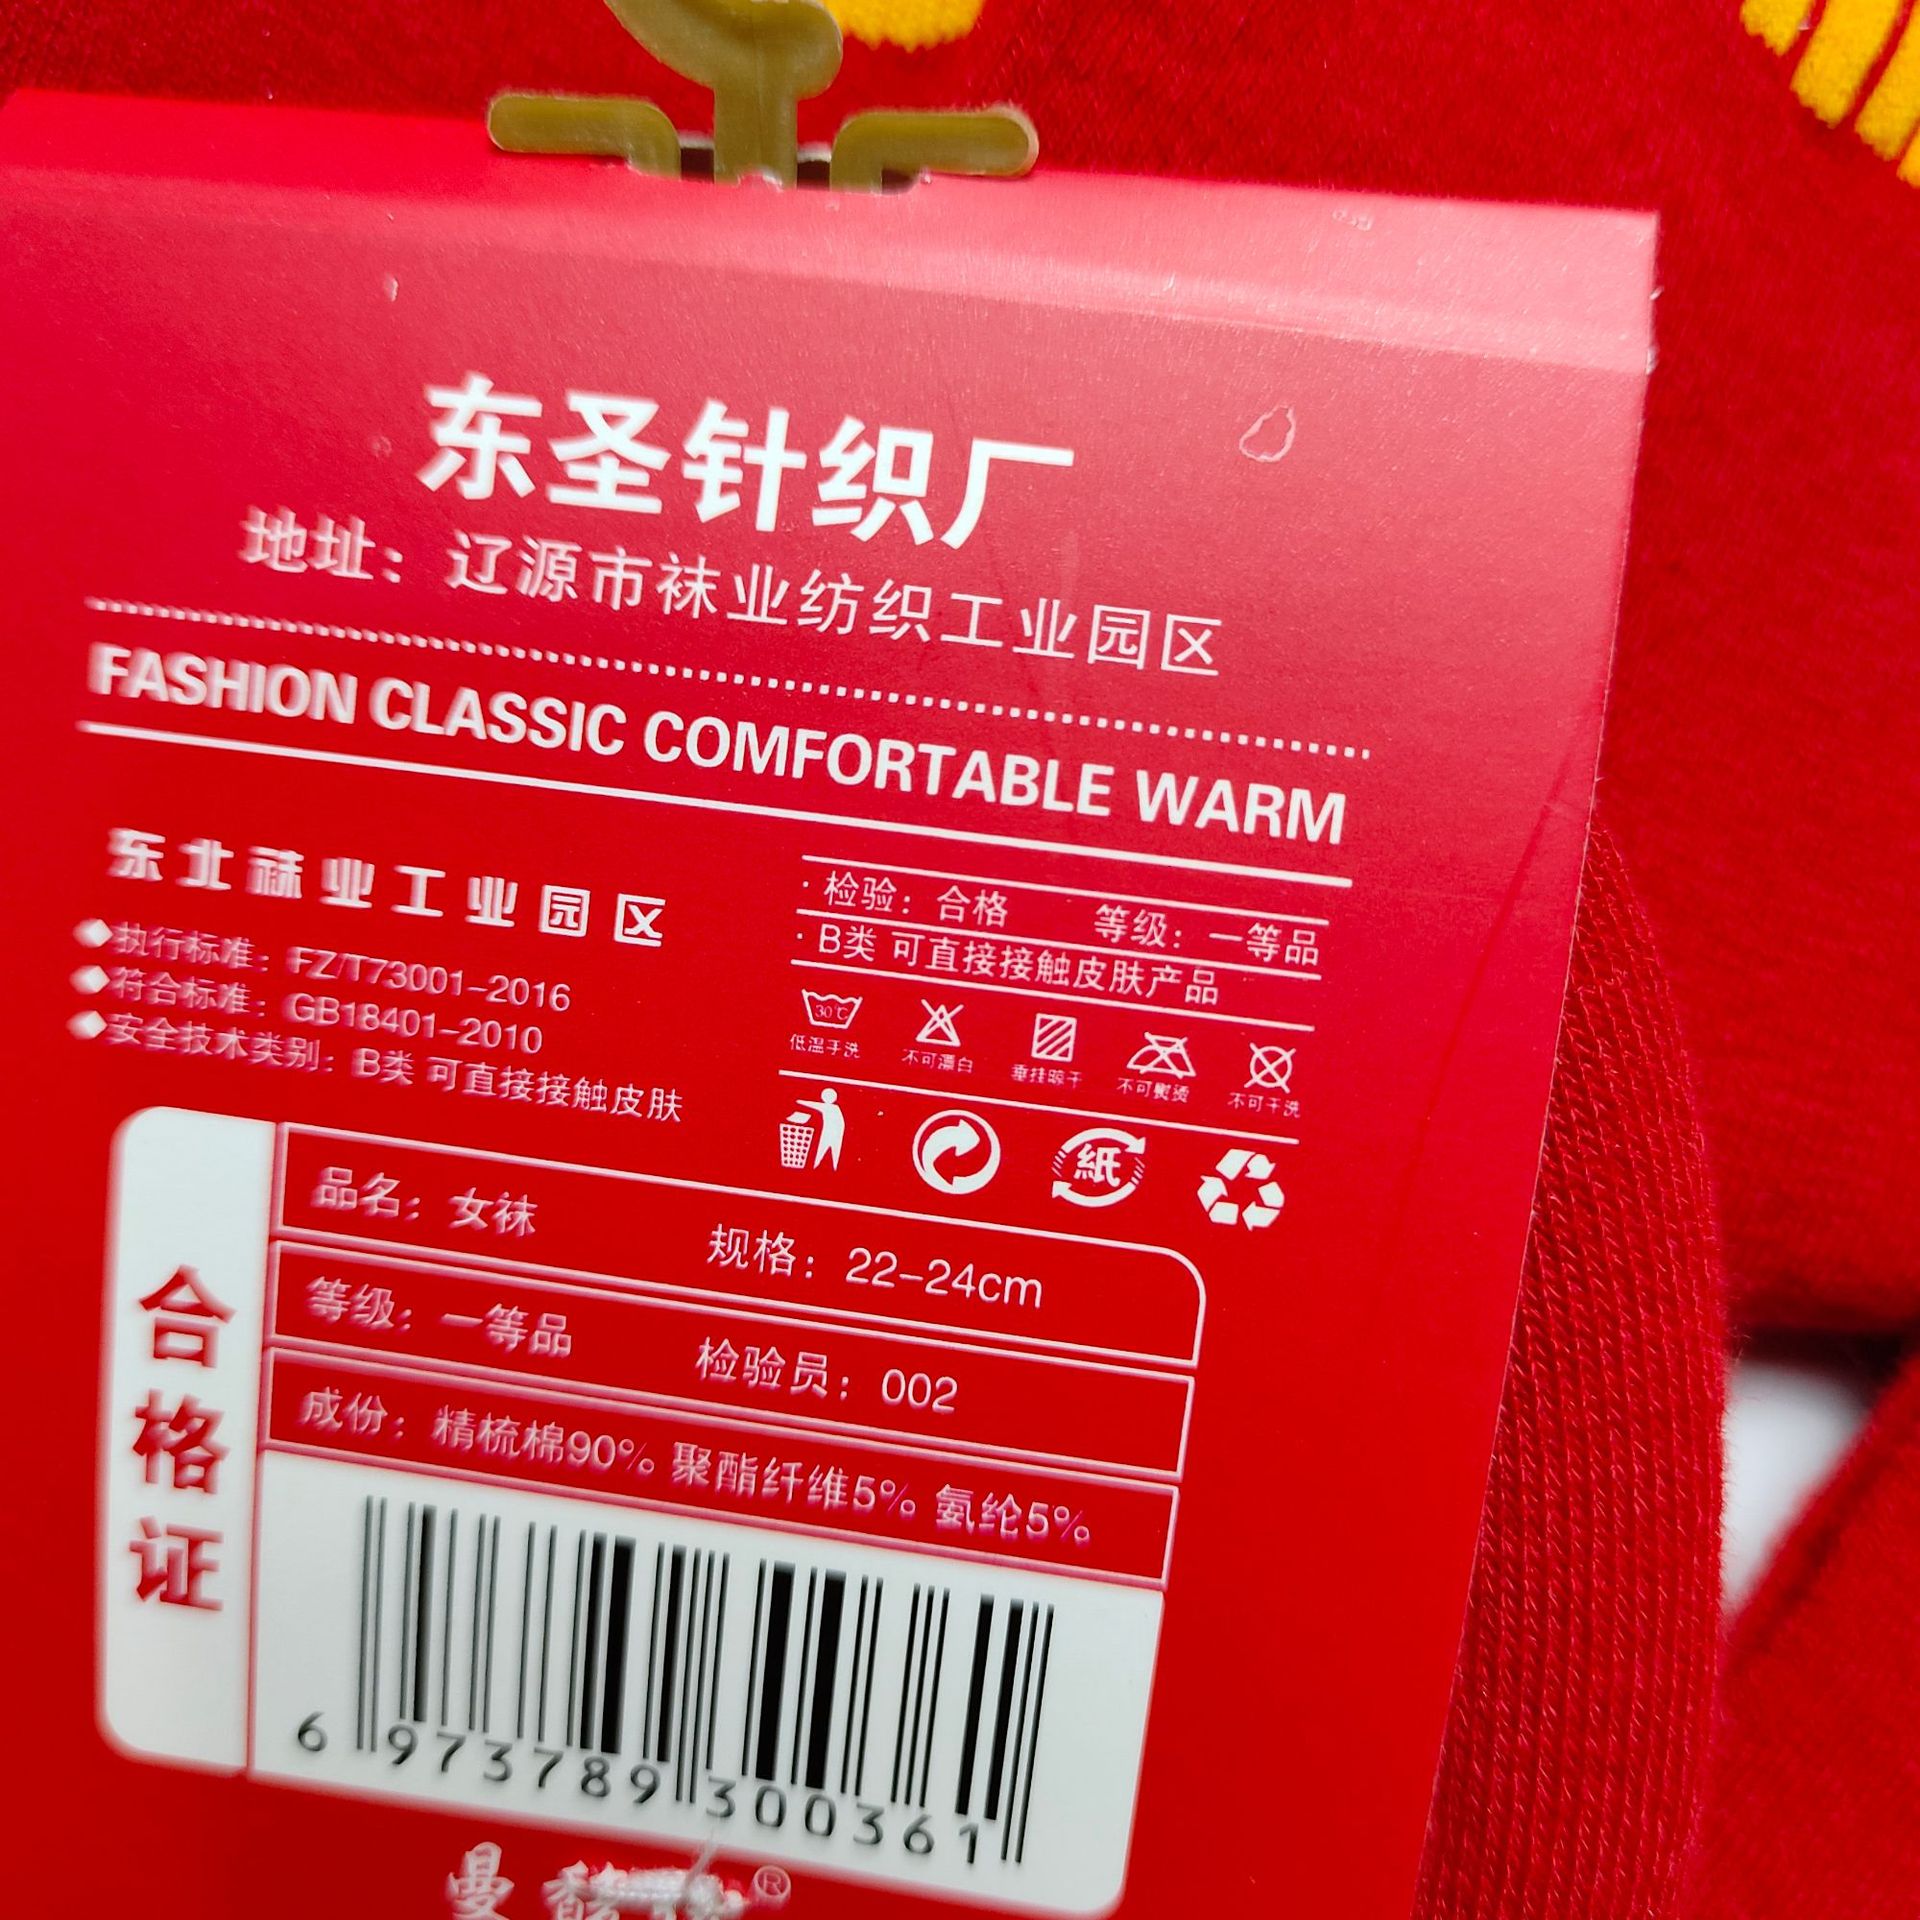 东圣针织厂
地址：辽源市袜业纺织工业园区
FASHION CLASSIC COMFORTABLE WARM
东北袜业工业园区
◆执行标准：FZ/T73001-2016
◆符合标准：GB18401-2010
◆安全技术类别：B类 可直接接触皮肤
·检验：合格 等级：一等品
·B类 可直接接触皮肤产品
30℃
低温手洗 不可漂白 垂挂晾干 不可熨烫 不可干洗
紙
合格证
品名：女袜 规格：22-24cm
等级：一等品 检验员：002
成份：精梳棉90% 聚酯纤维5% 氨纶5%
6 973789 300361
曼 ®